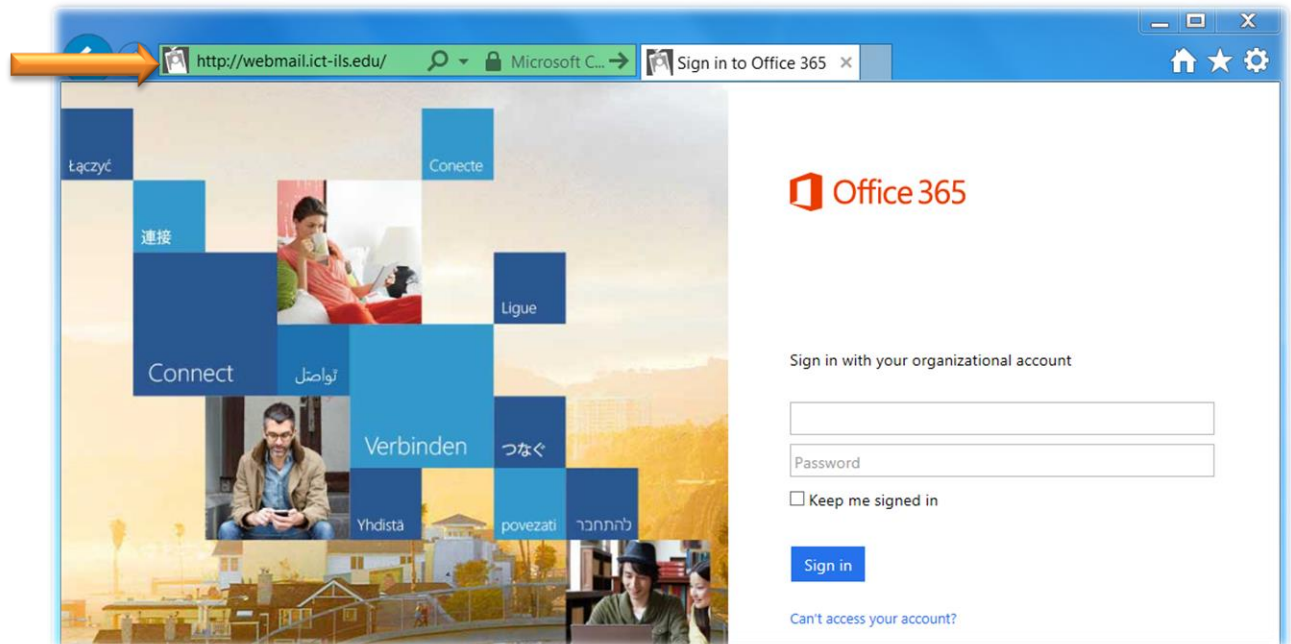 http://webmail.ict-ils.edu/
Microsoft C...
Sign in to Office 365
Łączyć
Conecte
連接
Ligue
Connect
تواصل
Verbinden
つなぐ
Yhdistä
povezati
להתחבר
Office 365
Sign in with your organizational account
Password
Keep me signed in
Sign in
Can't access your account?